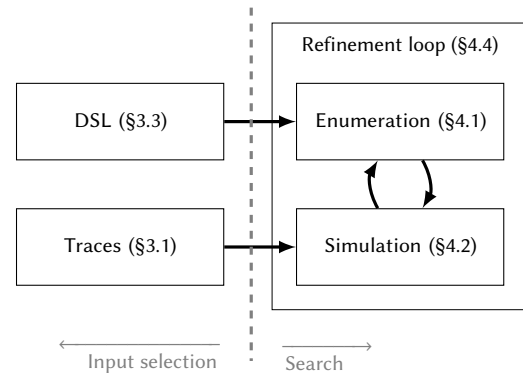 Refinement loop (§4.4)
DSL (§3.3)
Enumeration (§4.1)
Traces (§3.1)
Simulation (§4.2)
Input selection
Search